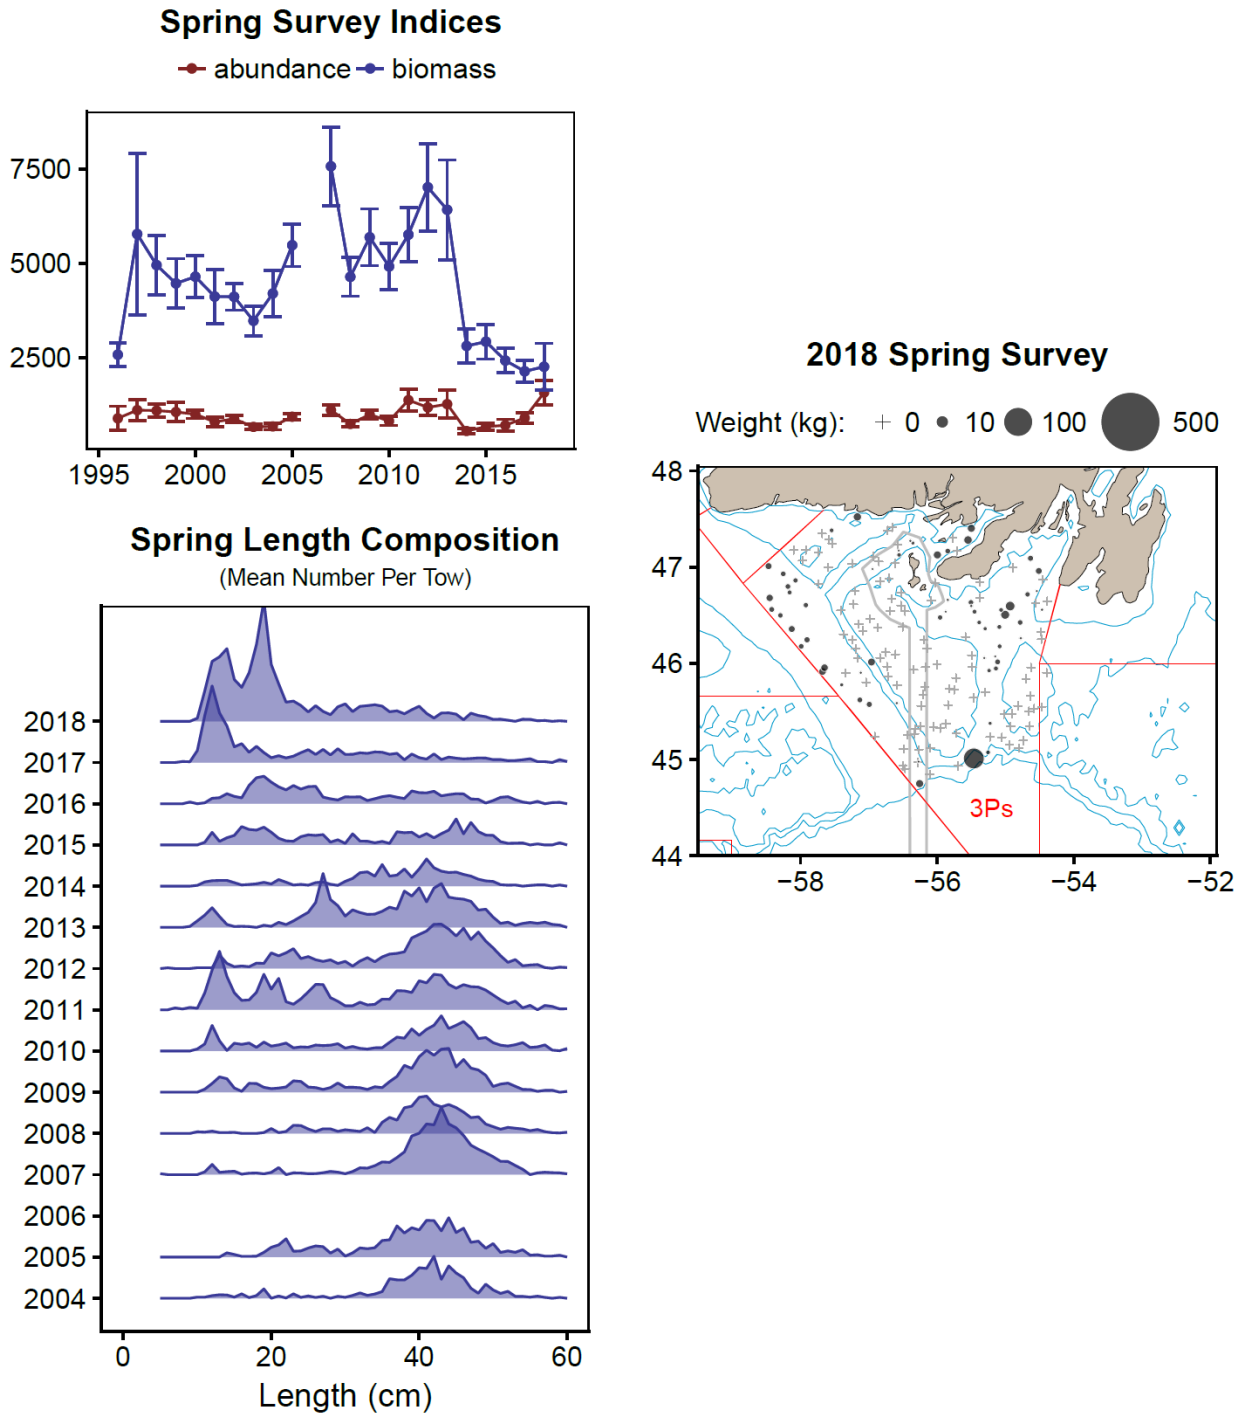 Spring Survey Indices
abundance biomass
7500
5000
2500
1995 2000 2005 2010 2015
Spring Length Composition
(Mean Number Per Tow)
2018
2017
2016
2015
2014
2013
2012
2011
2010
2009
2008
2007
2006
2005
2004
0 20 40 60
Length (cm)
2018 Spring Survey
Weight (kg): 0 10 100 500
48
47
46
45
44
3Ps
−58 −56 −54 −52